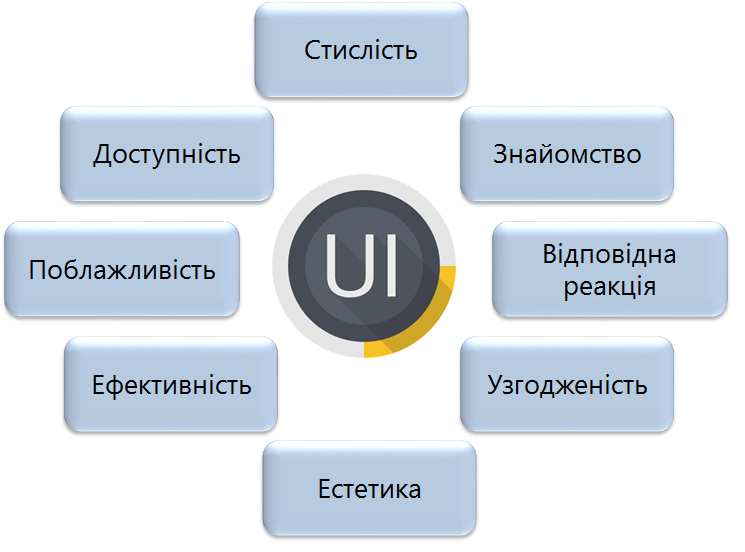 Стислість
Доступність
Знайомство
Поблажливість
UI
Відповідна
реакція
Ефективність
Узгодженість
Естетика